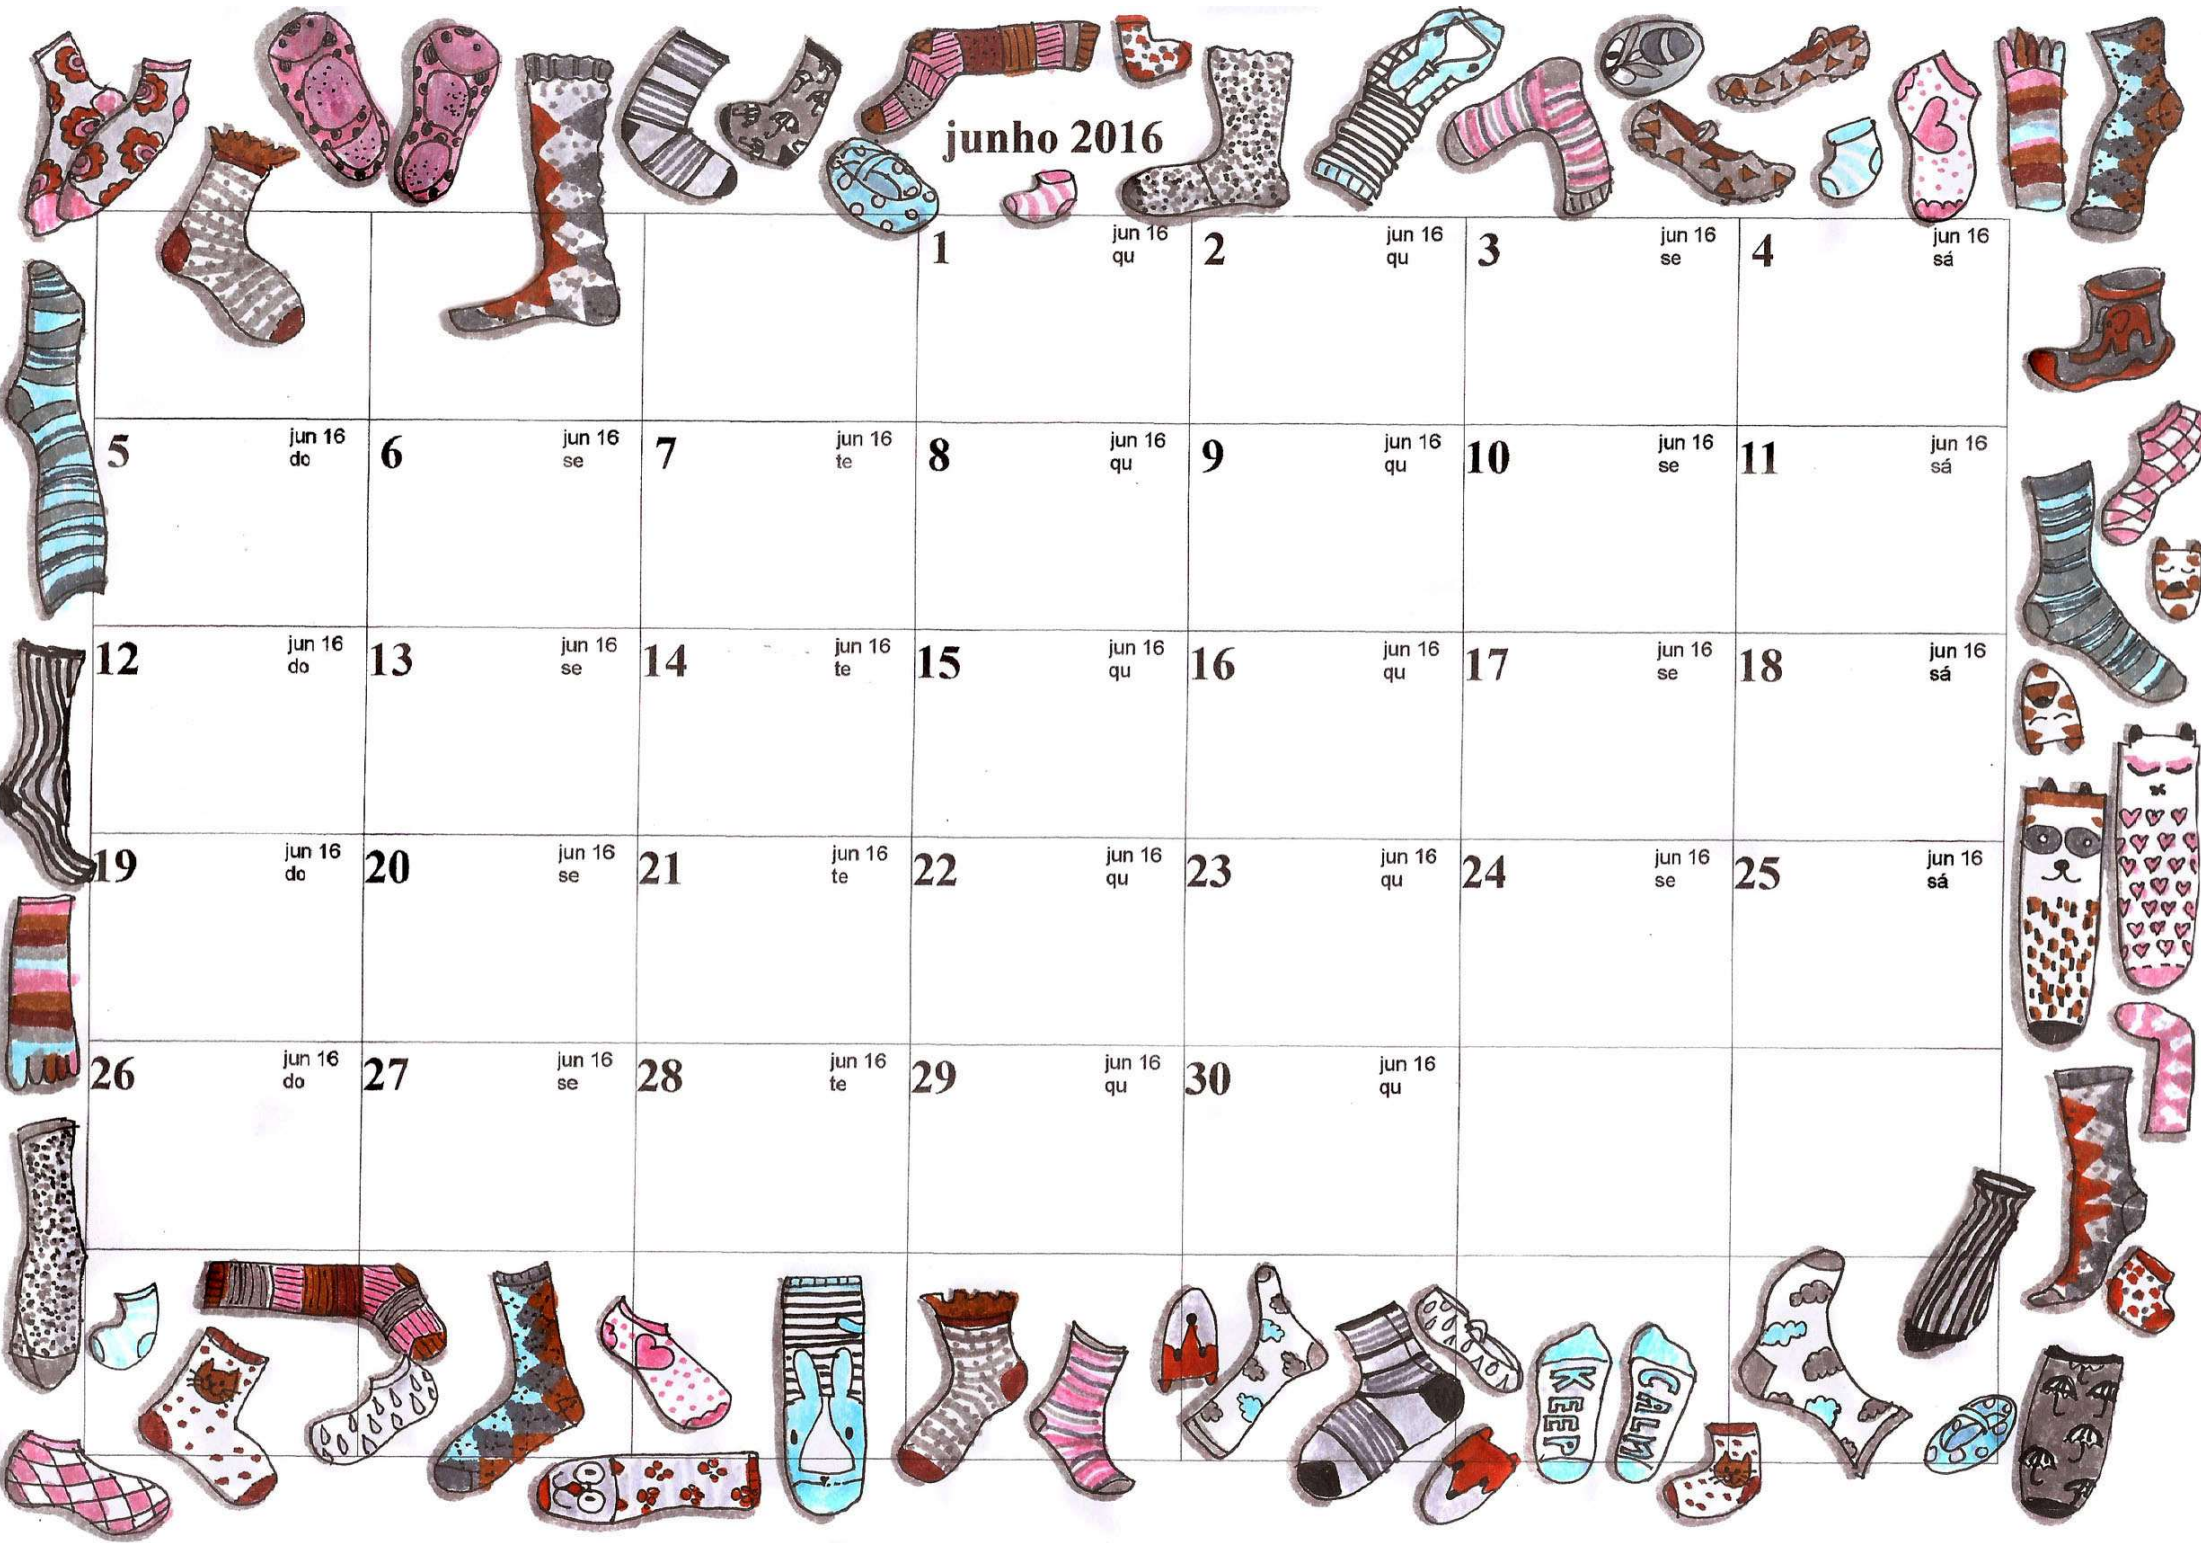 junho 2016
1 jun 16
qu
2 jun 16
qu
3 jun 16
se
4 jun 16
sá
5 jun 16
do
6 jun 16
se
7 jun 16
te
8 jun 16
qu
9 jun 16
qu
10 jun 16
se
11 jun 16
sá
12 jun 16
do
13 jun 16
se
14 jun 16
te
15 jun 16
qu
16 jun 16
qu
17 jun 16
se
18 jun 16
sá
19 jun 16
do
20 jun 16
se
21 jun 16
te
22 jun 16
qu
23 jun 16
qu
24 jun 16
se
25 jun 16
sá
26 jun 16
do
27 jun 16
se
28 jun 16
te
29 jun 16
qu
30 jun 16
qu
KEEP
CALM